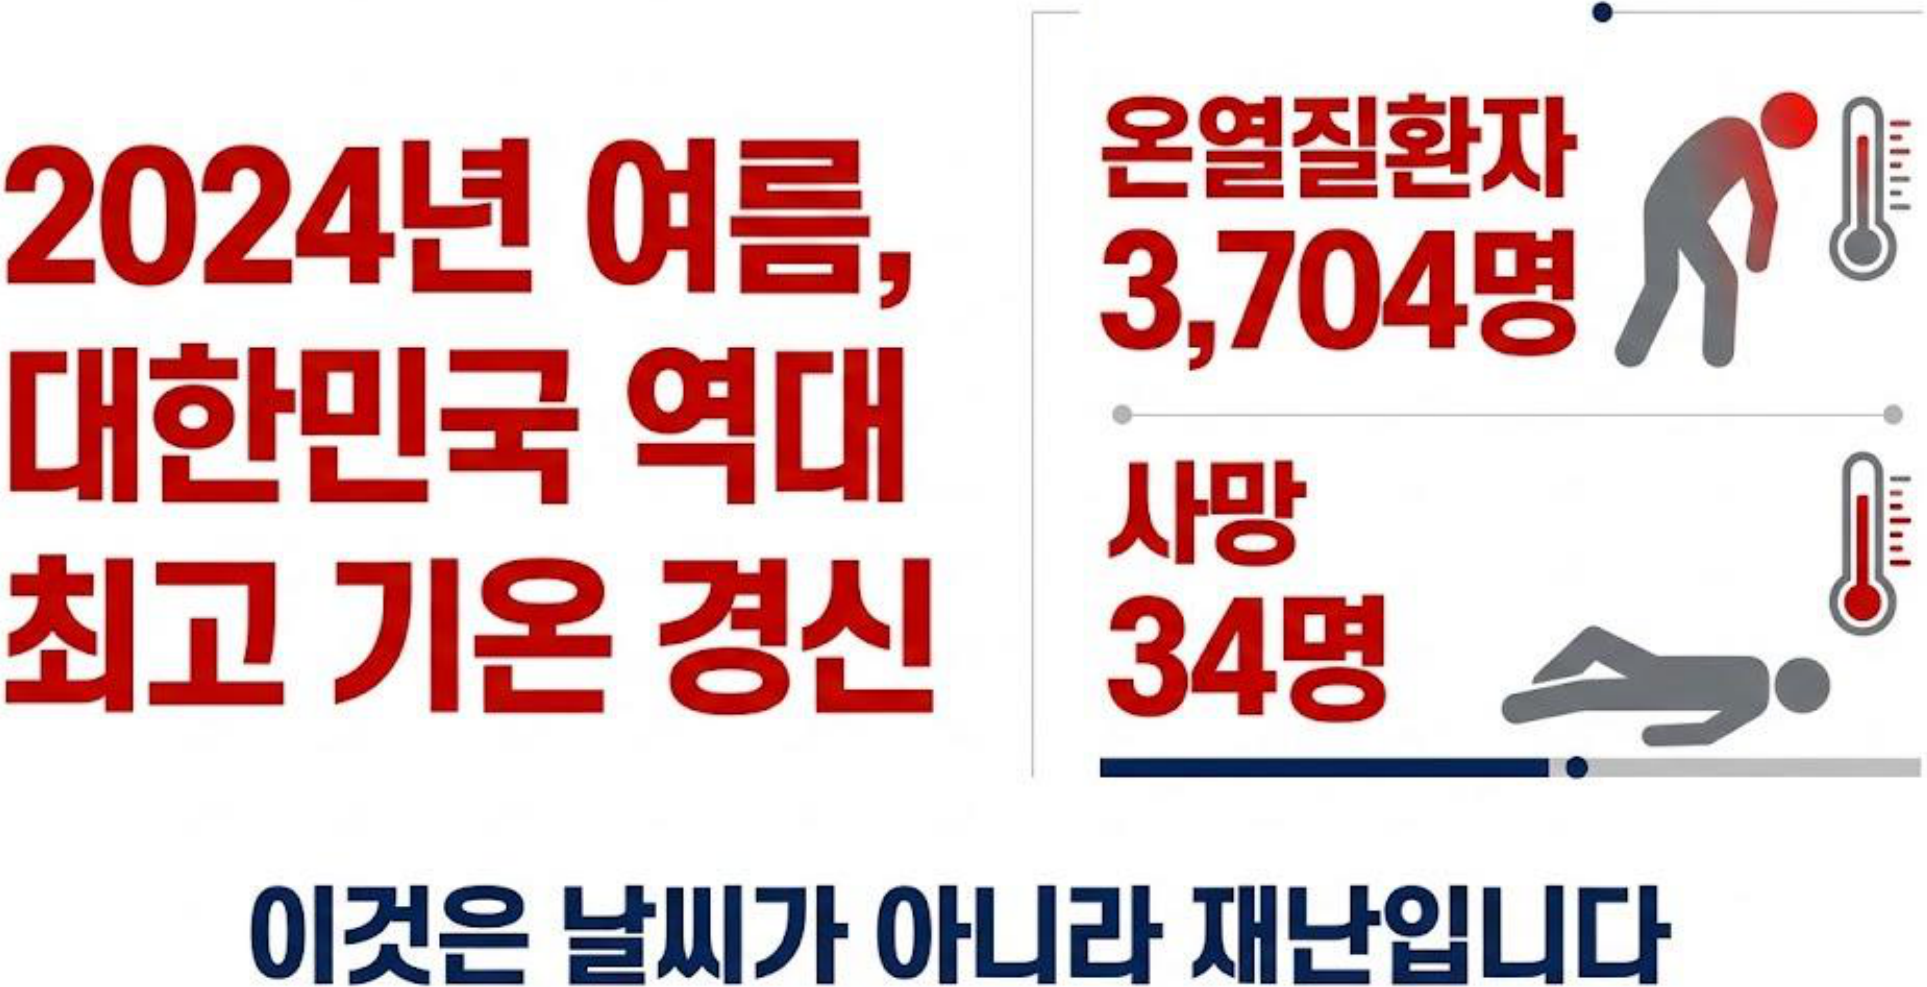 2024년 여름,
대한민국 역대
최고 기온 경신
온열질환자
3,704명
사망
34명
이것은 날씨가 아니라 재난입니다